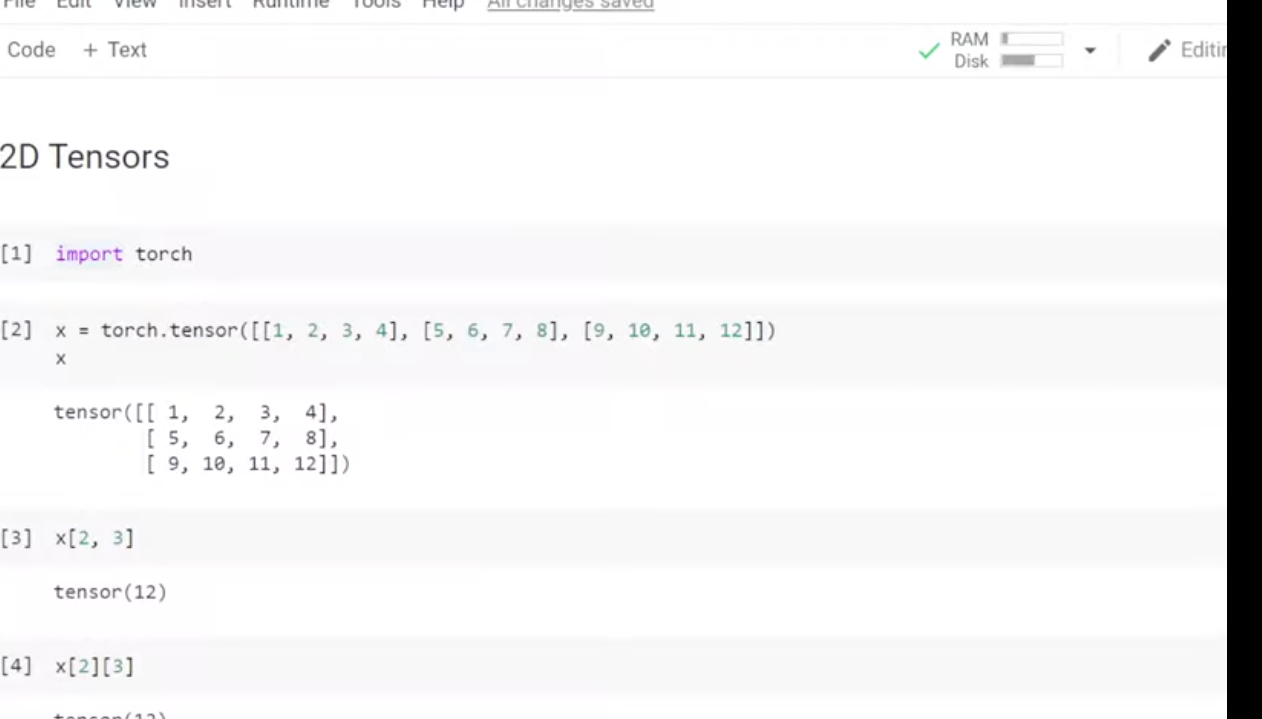 File Edit View Insert Runtime Tools Help All changes saved
Code + Text
RAM
Disk
2D Tensors
[1] import torch
[2] x = torch.tensor([[1, 2, 3, 4], [5, 6, 7, 8], [9, 10, 11, 12]])
x
tensor([[ 1, 2, 3, 4],
[ 5, 6, 7, 8],
[ 9, 10, 11, 12]])
[3] x[2, 3]
tensor(12)
[4] x[2][3]
tensor(12)